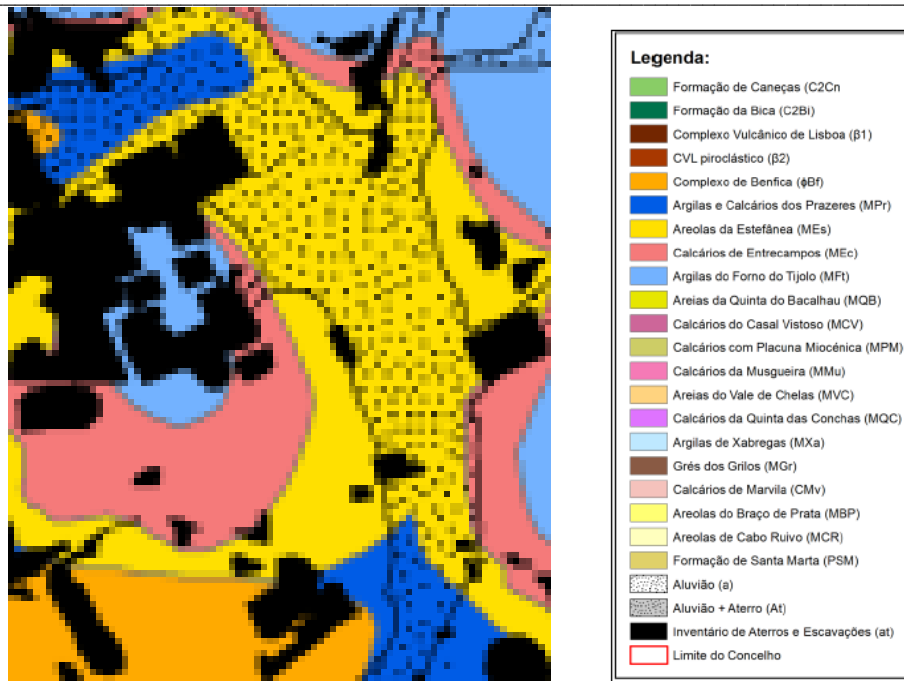 Legenda:
Formação de Caneças (C2Cn
Formação da Bica (C2Bi)
Complexo Vulcânico de Lisboa (β1)
CVL piroclástico (β2)
Complexo de Benfica (ϕBf)
Argilas e Calcários dos Prazeres (MPr)
Areolas da Estefânea (MEs)
Calcários de Entrecampos (MEc)
Argilas do Forno do Tijolo (MFt)
Areias da Quinta do Bacalhau (MQB)
Calcários do Casal Vistoso (MCV)
Calcários com Placuna Miocénica (MPM)
Calcários da Musgueira (MMu)
Areias do Vale de Chelas (MVC)
Calcários da Quinta das Conchas (MQC)
Argilas de Xabregas (MXa)
Grés dos Grilos (MGr)
Calcários de Marvila (CMv)
Areolas do Braço de Prata (MBP)
Areolas de Cabo Ruivo (MCR)
Formação de Santa Marta (PSM)
Aluvião (a)
Aluvião + Aterro (At)
Inventário de Aterros e Escavações (at)
Limite do Concelho